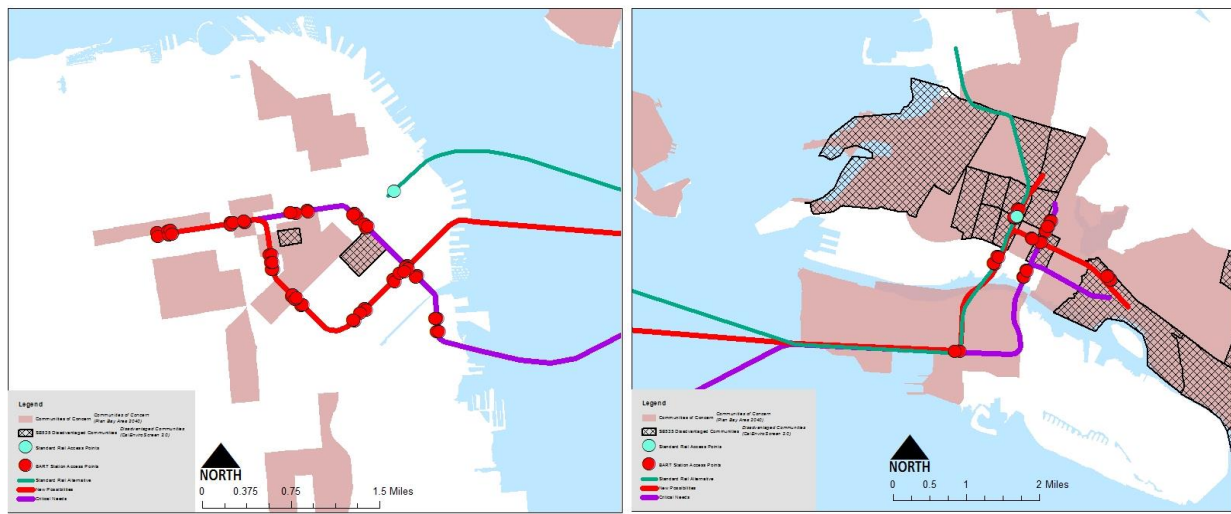 Legend
Communities of Concern Communities of Concern
(Plan Bay Area 2040)
SB535 Disadvantaged Communities Disadvantaged Communities
(CalEnviroScreen 3.0)
Standard Rail Access Points
BART Station Access Points
Standard Rail Alternative
New Possibilities
Critical Needs
NORTH
0 0.375 0.75 1.5 Miles
Legend
Communities of Concern Communities of Concern
(Plan Bay Area 2040)
SB535 Disadvantaged Communities Disadvantaged Communities
(CalEnviroScreen 3.0)
Standard Rail Access Points
BART Station Access Points
Standard Rail Alternative
New Possibilities
Critical Needs
NORTH
0 0.5 1 2 Miles